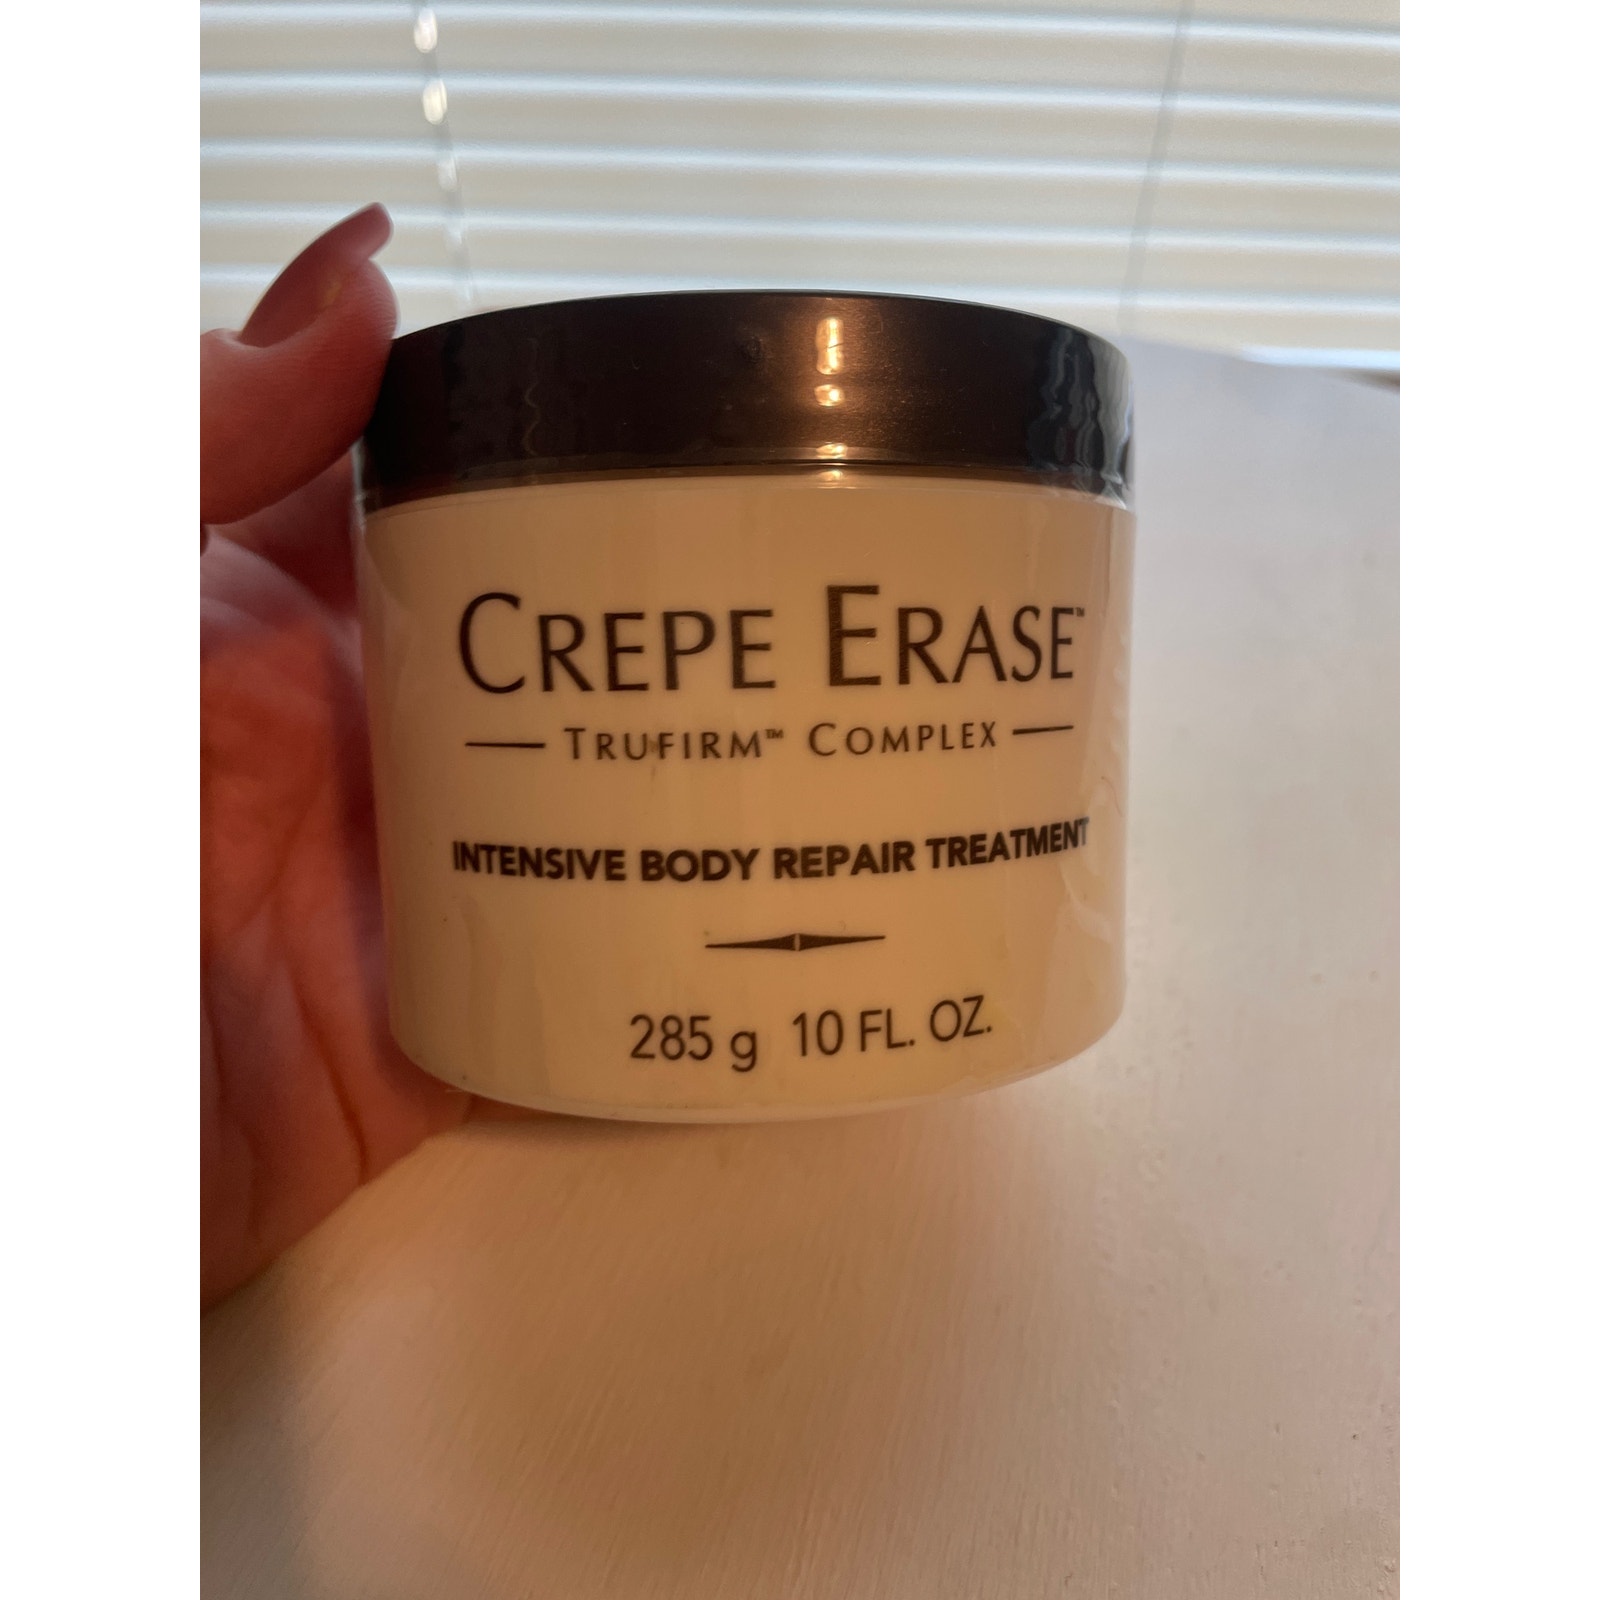 CREPE ERASE™
TRUFIRM™ COMPLEX
INTENSIVE BODY REPAIR TREATMENT
285 g 10 FL. OZ.